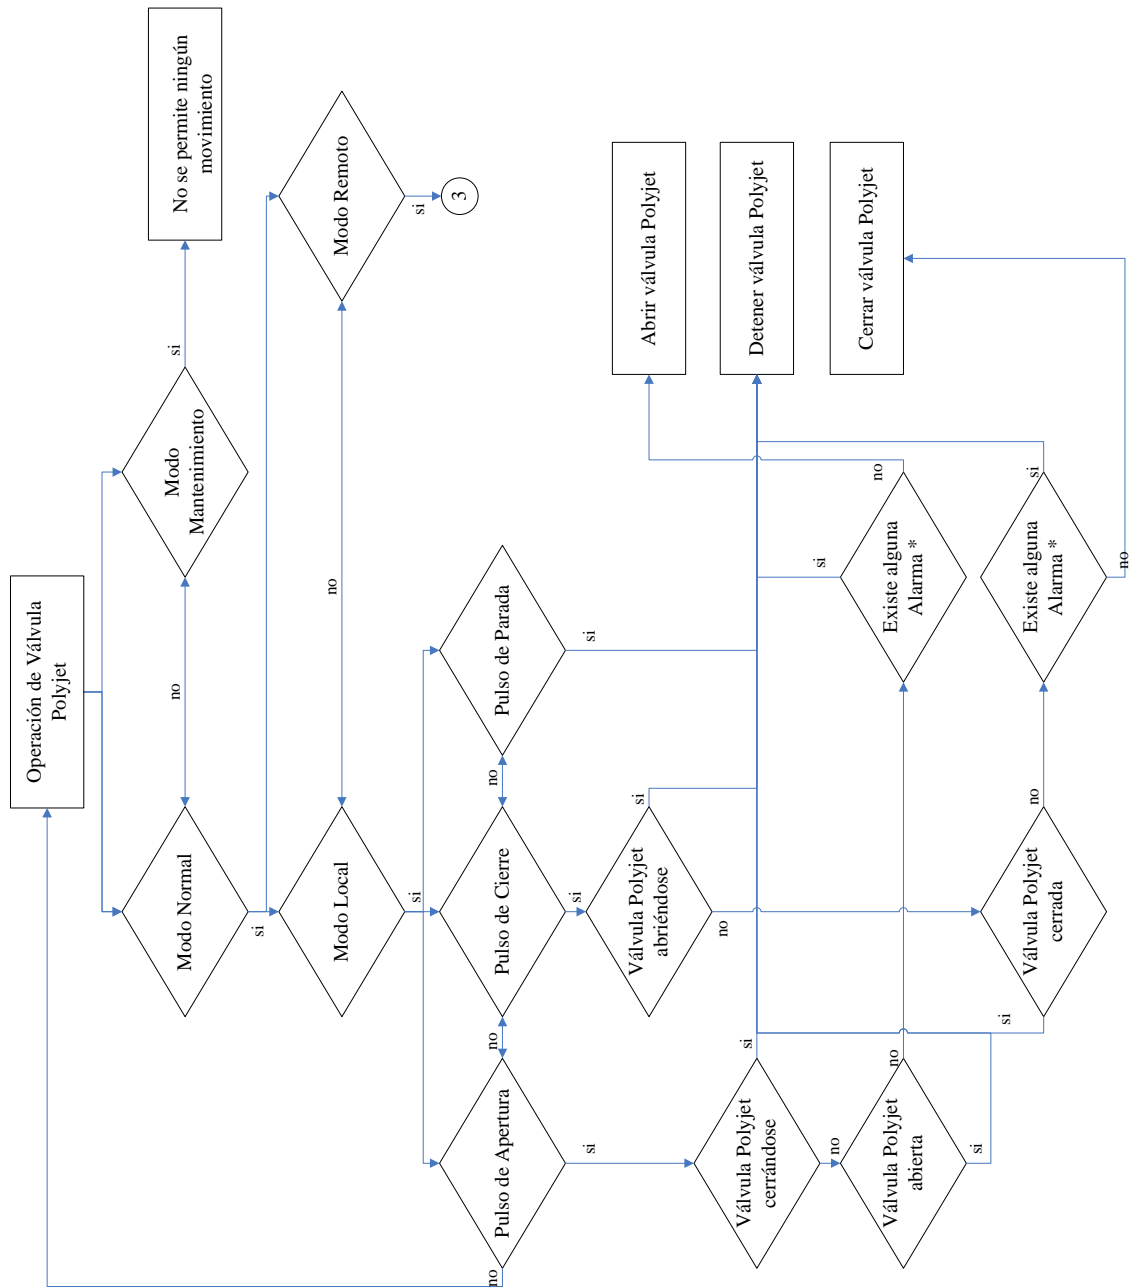 Operación de Válvula
Polyjet
Modo Normal
no
Modo
Mantenimiento
si
No se permite ningún
movimiento
si
Modo Local
no
Modo Remoto
si
3
si
Pulso de Apertura
no
no
Pulso de Cierre
no
Pulso de Parada
si
si
si
Válvula Polyjet
abriéndose
si
no
Válvula Polyjet
cerrándose
si
no
Válvula Polyjet
abierta
no
si
Válvula Polyjet
cerrada
si
no
Existe alguna
Alarma *
si
no
Existe alguna
Alarma *
si
no
Abrir válvula Polyjet
Detener válvula Polyjet
Cerrar válvula Polyjet